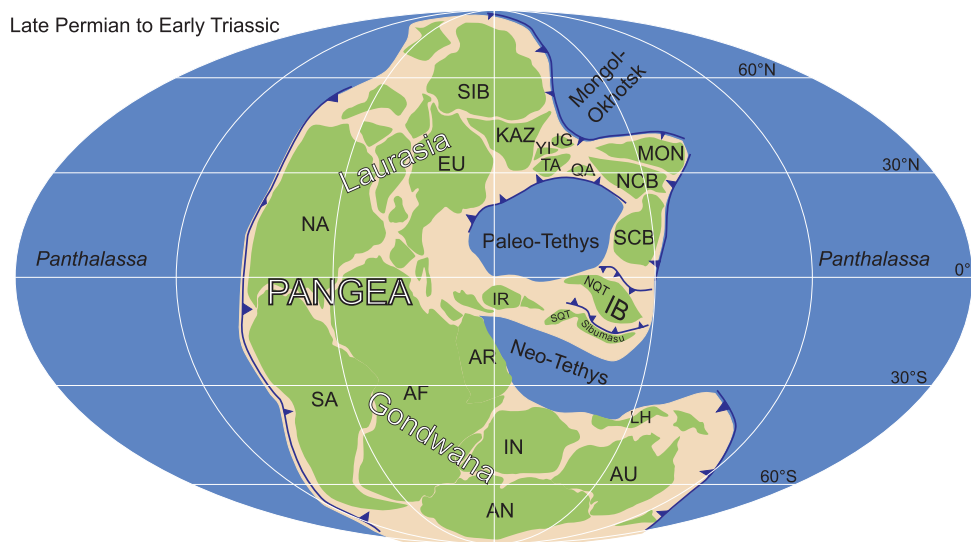 Late Permian to Early Triassic
60°N
Mongol-
Okhotsk
SIB
KAZ
YI
JG
MON
TA
QA
30°N
Laurasia
EU
NCB
NA
SCB
Paleo-Tethys
Panthalassa
Panthalassa
0°
PANGEA
NQT
IR
IB
SQT
Sibumasu
AR
Neo-Tethys
30°S
SA
AF
Gondwana
LH
IN
AU
60°S
AN